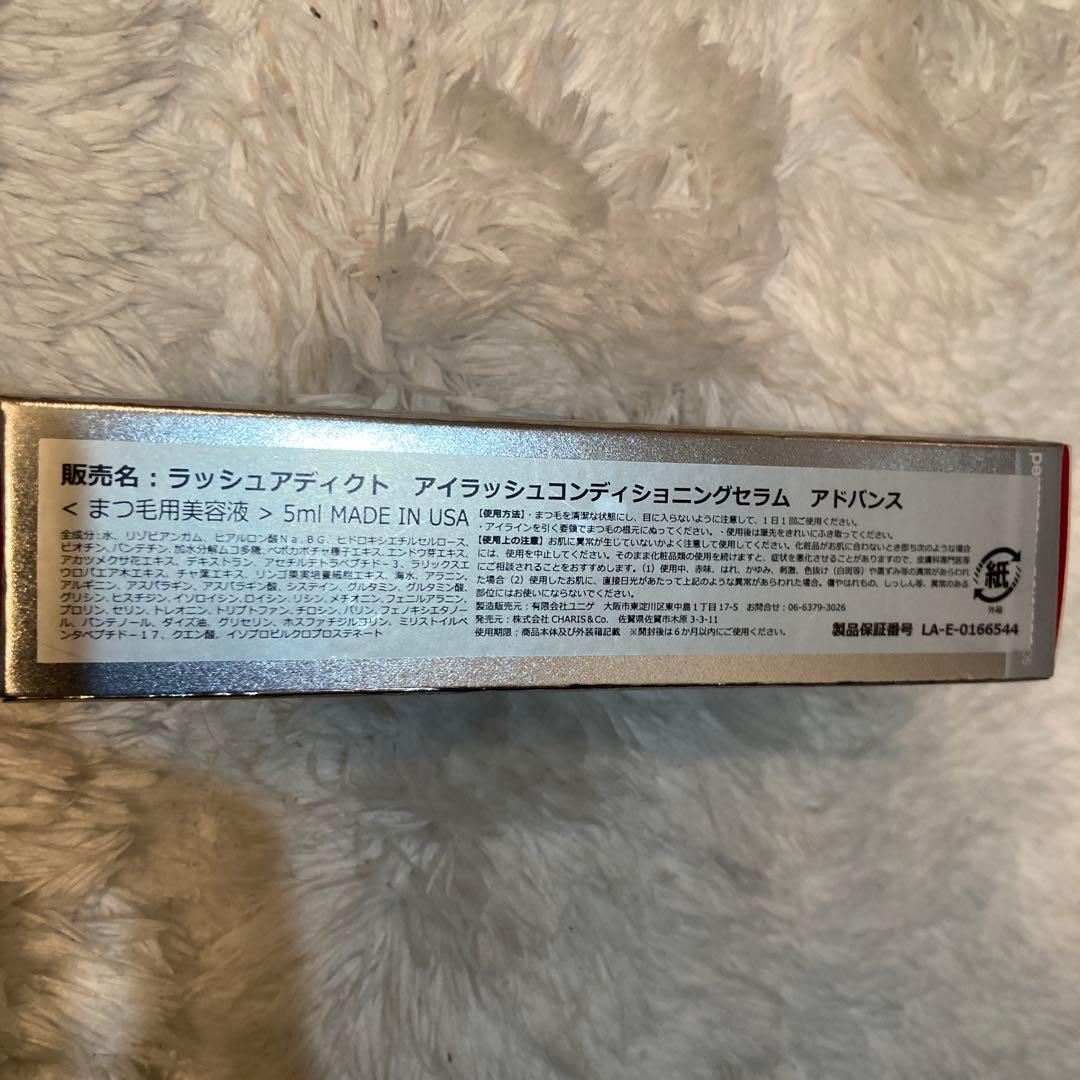 販売名：ラッシュアディクト　アイラッシュコンディショニングセラム　アドバンス
< まつ毛用美容液 > 5ml MADE IN USA
全成分：水、リゾビアンガム、ヒアルロン酸Na、BG、ヒドロキシエチルセルロース、
ビオチン、パンテチン、加水分解ムコ多糖、ペポカボチャ種子エキス、エンドウ芽エキス、
アカツメクサ花エキス、デキストラン、アセチルテトラペプチド-3、ラリックスエ
ウロパエア木エキス、チャ葉エキス、リンゴ果実培養細胞エキス、海水、アラニン、
アルギニン、アスパラギン、アスパラギン酸、システイン、グルタミン、グルタミン酸、
グリシン、ヒスチジン、イソロイシン、ロイシン、リシン、メチオニン、フェニルアラニン、
プロリン、セリン、トレオニン、トリプトファン、チロシン、バリン、フェノキシエタノ
ール、パンテノール、ダイズ油、グリセリン、ホスファチジルコリン、ミリストイルペ
ンタペプチド-17、クエン酸、イソプロピルクロプロステネート
【使用方法】・まつ毛を清潔な状態にし、目に入らないように注意して、1日1回ご使用ください。
・アイラインを引く要領でまつ毛の根元にぬってください。・使用後は筆先をきれいにふき取ってください。
【使用上の注意】お肌に異常が生じていないかよく注意して使用してください。化粧品がお肌に合わないとき即ち次のような場合
には、使用を中止してください。そのまま化粧品類の使用を続けますと、症状を悪化させることがありますので、皮膚科専門医等
にご相談されることをおすすめします。(1) 使用中、赤味、はれ、かゆみ、刺激、色抜け（白斑等）や黒ずみ等の異常があらわれ
た場合 (2) 使用したお肌に、直接日光があたって上記のような異常があらわれた場合。傷やはれもの、しっしん等、異常のある
部位にはお使いにならないでください。
製造販売元：有限会社ユニゲ　大阪市東淀川区東中島１丁目17-5　お問合せ：06-6379-3026
発売元：株式会社 CHARIS＆Co.　佐賀県佐賀市木原 3-3-11
使用期限：商品本体及び外装箱記載　※開封後は6か月以内にご使用ください。
製品保証番号　LA-E-0166544
紙
外箱